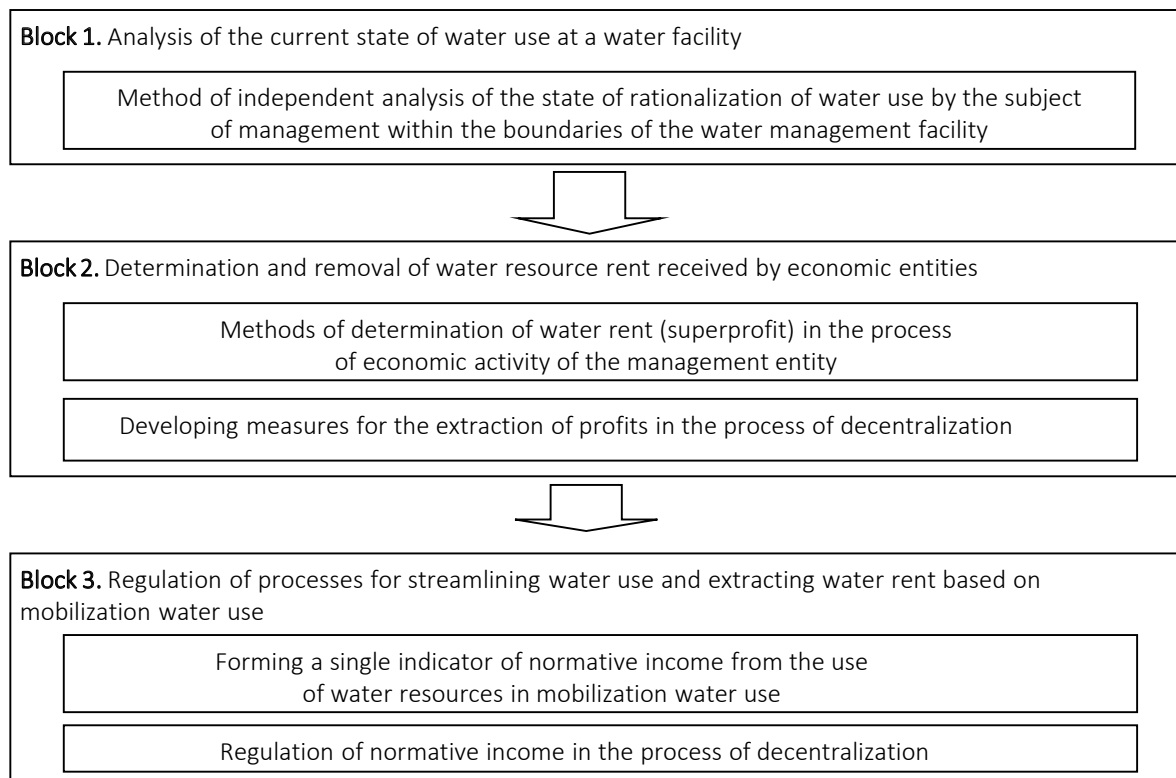 Block 1. Analysis of the current state of water use at a water facility
Method of independent analysis of the state of rationalization of water use by the subject
of management within the boundaries of the water management facility
Block 2. Determination and removal of water resource rent received by economic entities
Methods of determination of water rent (superprofit) in the process
of economic activity of the management entity
Developing measures for the extraction of profits in the process of decentralization
Block 3. Regulation of processes for streamlining water use and extracting water rent based on
mobilization water use
Forming a single indicator of normative income from the use
of water resources in mobilization water use
Regulation of normative income in the process of decentralization